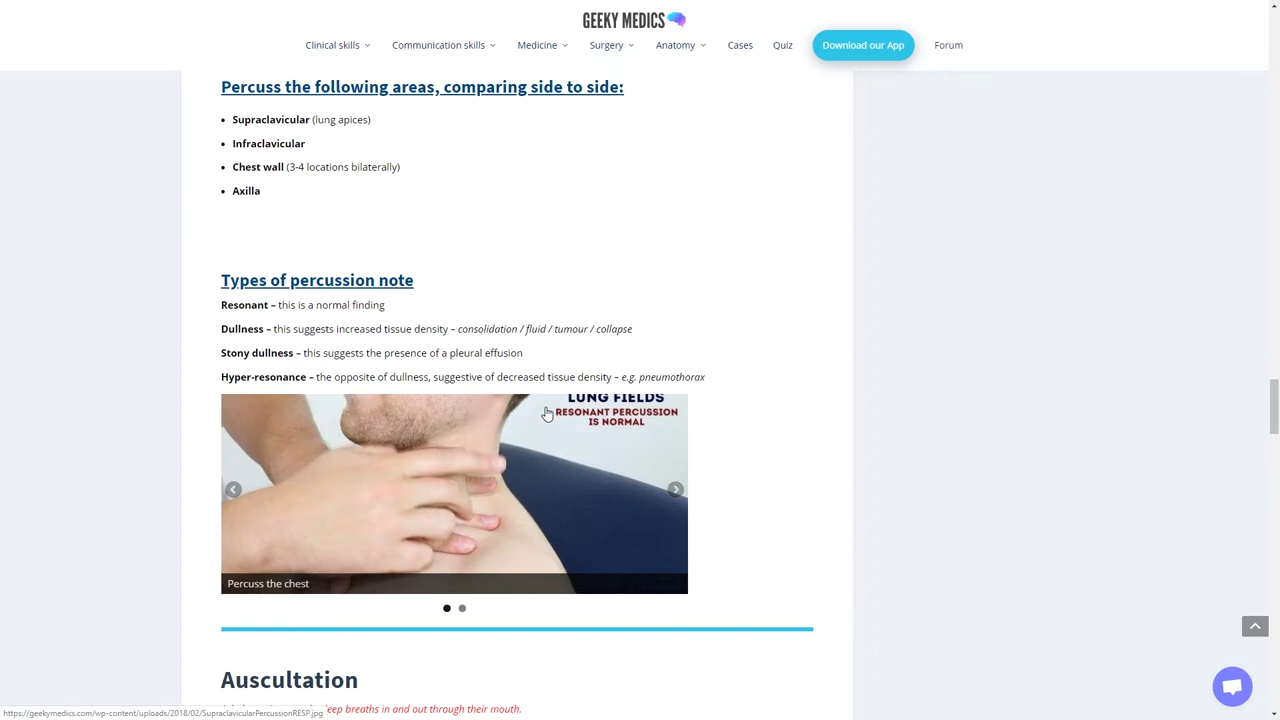 GEEKY MEDICS
Clinical skills
Communication skills
Medicine
Surgery
Anatomy
Cases
Quiz
Download our App
Forum
Percuss the following areas, comparing side to side:
Supraclavicular (lung apices)
Infraclavicular
Chest wall (3-4 locations bilaterally)
Axilla
Types of percussion note
Resonant – this is a normal finding
Dullness – this suggests increased tissue density – consolidation / fluid / tumour / collapse
Stony dullness – this suggests the presence of a pleural effusion
Hyper-resonance – the opposite of dullness, suggestive of decreased tissue density – e.g. pneumothorax
LUNG FIELDS
RESONANT PERCUSSION
IS NORMAL
Percuss the chest
Auscultation
eep breaths in and out through their mouth.
https://geekymedics.com/wp-content/uploads/2018/02/SupraclavicularPercussionRESP.jpg